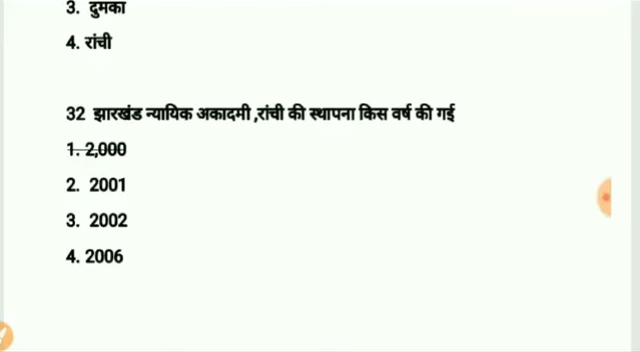 3. दुमका
4. रांची
32 झारखंड न्यायिक अकादमी ,रांची की स्थापना किस वर्ष की गई
1. 2,000
2. 2001
3. 2002
4. 2006